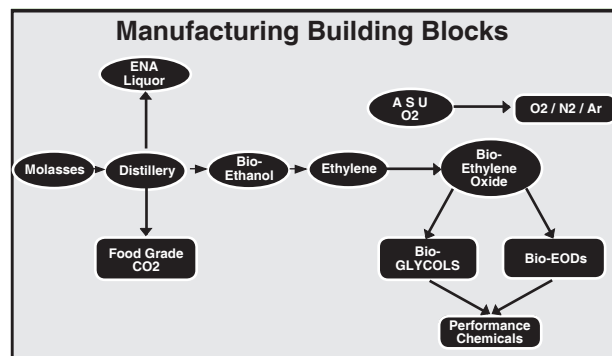 Manufacturing Building Blocks
ENA
Liquor
A S U
O2
O2 / N2 / Ar
Molasses
Distillery
Bio-
Ethanol
Ethylene
Bio-
Ethylene
Oxide
Food Grade
CO2
Bio-
GLYCOLS
Bio-EODs
Performance
Chemicals